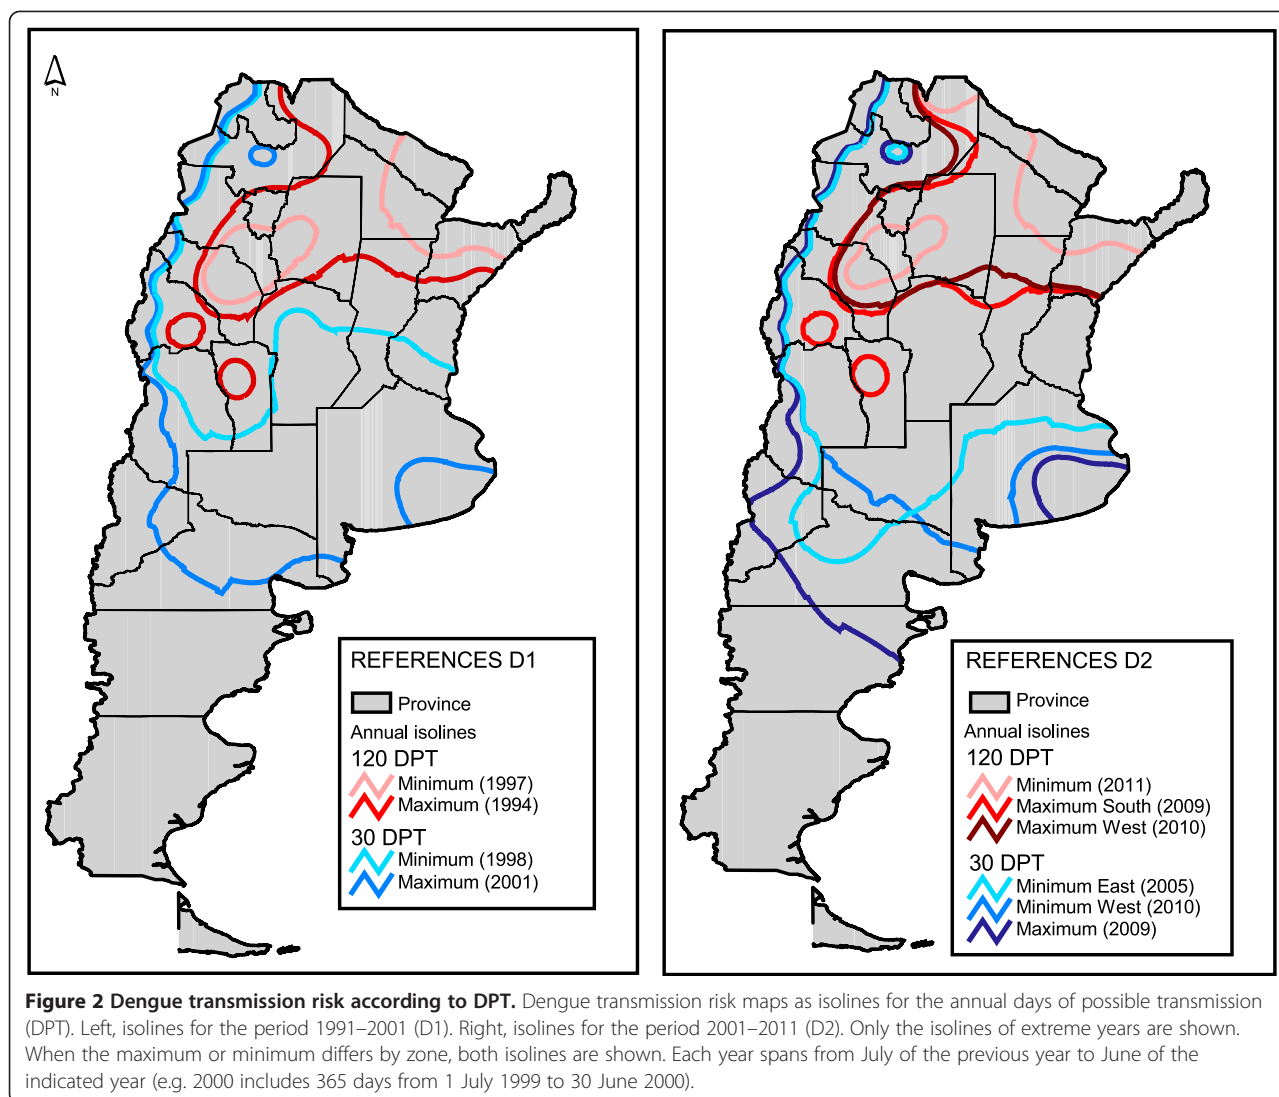 N
REFERENCES D1
Province
Annual isolines
120 DPT
Minimum (1997)
Maximum (1994)
30 DPT
Minimum (1998)
Maximum (2001)
REFERENCES D2
Province
Annual isolines
120 DPT
Minimum (2011)
Maximum South (2009)
Maximum West (2010)
30 DPT
Minimum East (2005)
Minimum West (2010)
Maximum (2009)
Figure 2 Dengue transmission risk according to DPT. Dengue transmission risk maps as isolines for the annual days of possible transmission
(DPT). Left, isolines for the period 1991–2001 (D1). Right, isolines for the period 2001–2011 (D2). Only the isolines of extreme years are shown.
When the maximum or minimum differs by zone, both isolines are shown. Each year spans from July of the previous year to June of the
indicated year (e.g. 2000 includes 365 days from 1 July 1999 to 30 June 2000).